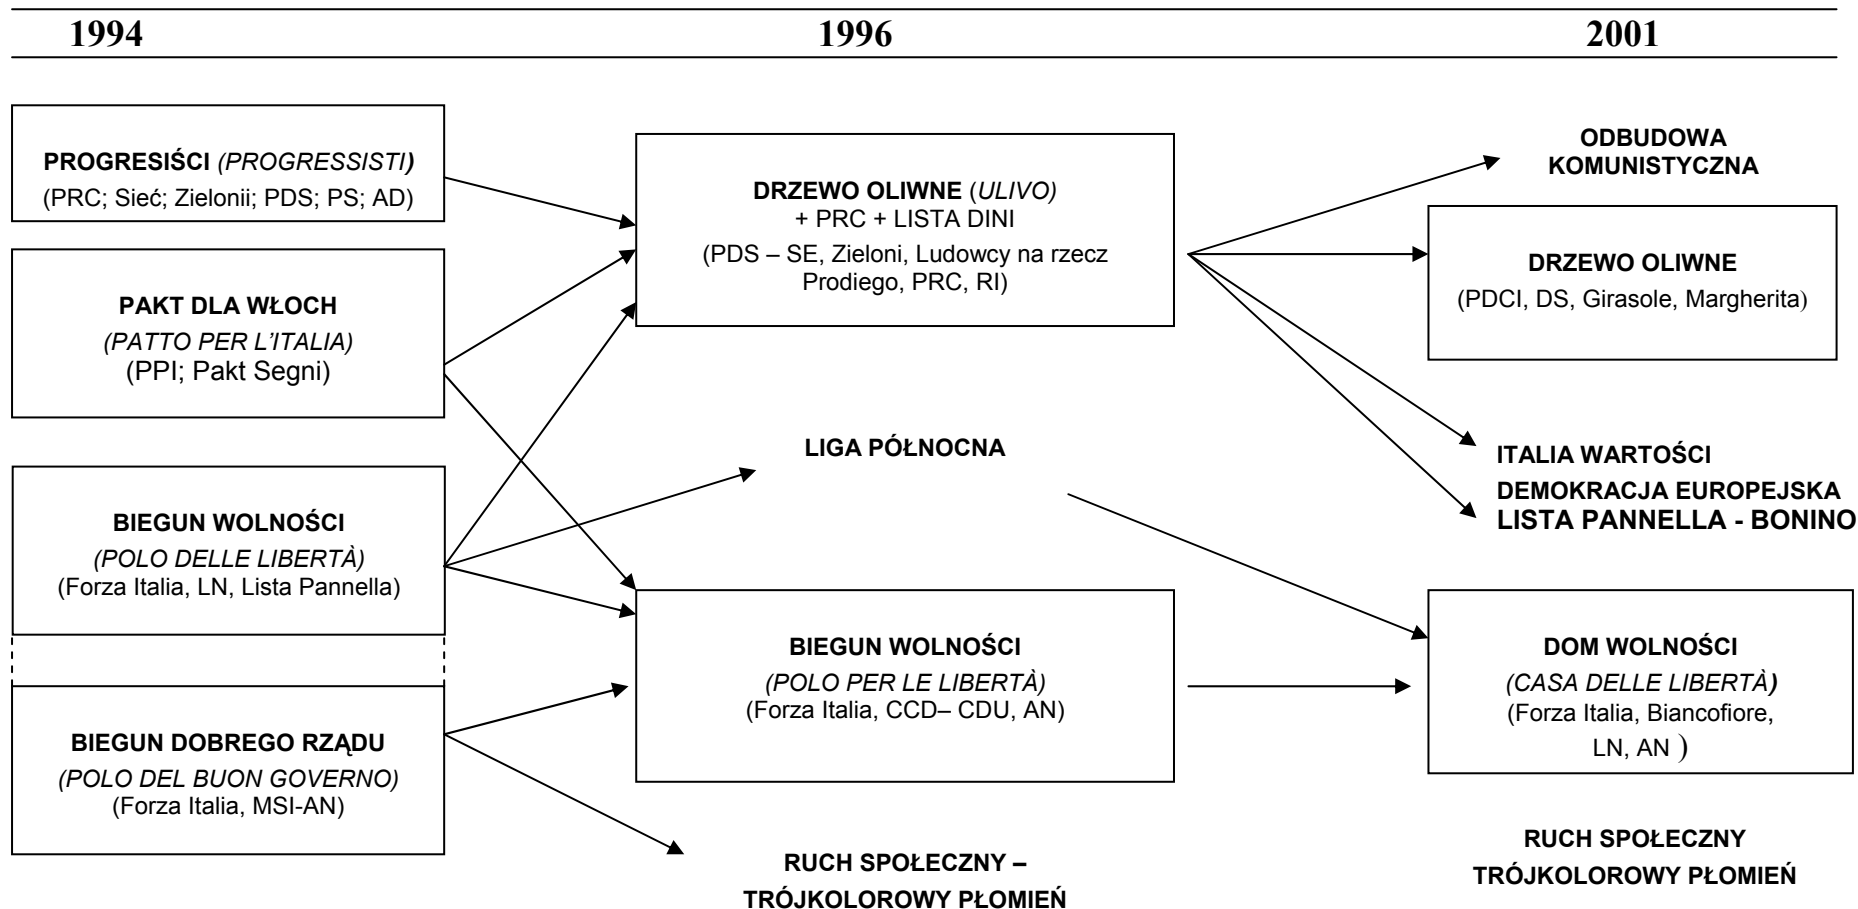 1994 1996 2001
PROGRESIŚCI (PROGRESSISTI)
(PRC; Sieć; Zielonii; PDS; PS; AD)
PAKT DLA WŁOCH
(PATTO PER L'ITALIA)
(PPI; Pakt Segni)
BIEGUN WOLNOŚCI
(POLO DELLE LIBERTÀ)
(Forza Italia, LN, Lista Pannella)
BIEGUN DOBREGO RZĄDU
(POLO DEL BUON GOVERNO)
(Forza Italia, MSI-AN)
DRZEWO OLIWNE (ULIVO)
+ PRC + LISTA DINI
(PDS – SE, Zieloni, Ludowcy na rzecz
Prodiego, PRC, RI)
LIGA PÓŁNOCNA
BIEGUN WOLNOŚCI
(POLO PER LE LIBERTÀ)
(Forza Italia, CCD– CDU, AN)
RUCH SPOŁECZNY –
TRÓJKOLOROWY PŁOMIEŃ
ODBUDOWA
KOMUNISTYCZNA
DRZEWO OLIWNE
(PDCI, DS, Girasole, Margherita)
ITALIA WARTOŚCI
DEMOKRACJA EUROPEJSKA
LISTA PANNELLA - BONINO
DOM WOLNOŚCI
(CASA DELLE LIBERTÀ)
(Forza Italia, Biancofiore,
LN, AN )
RUCH SPOŁECZNY
TRÓJKOLOROWY PŁOMIEŃ